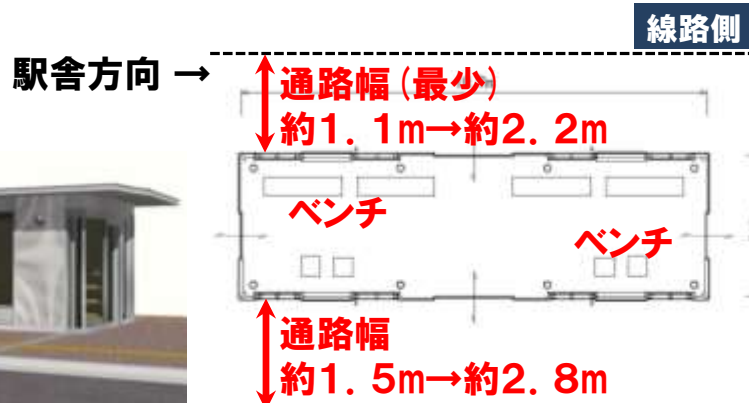 線路側
駅舎方向 →
通路幅（最少）
約1．1m→約2．2m
ベンチ
ベンチ
通路幅
約1．5m→約2．8m